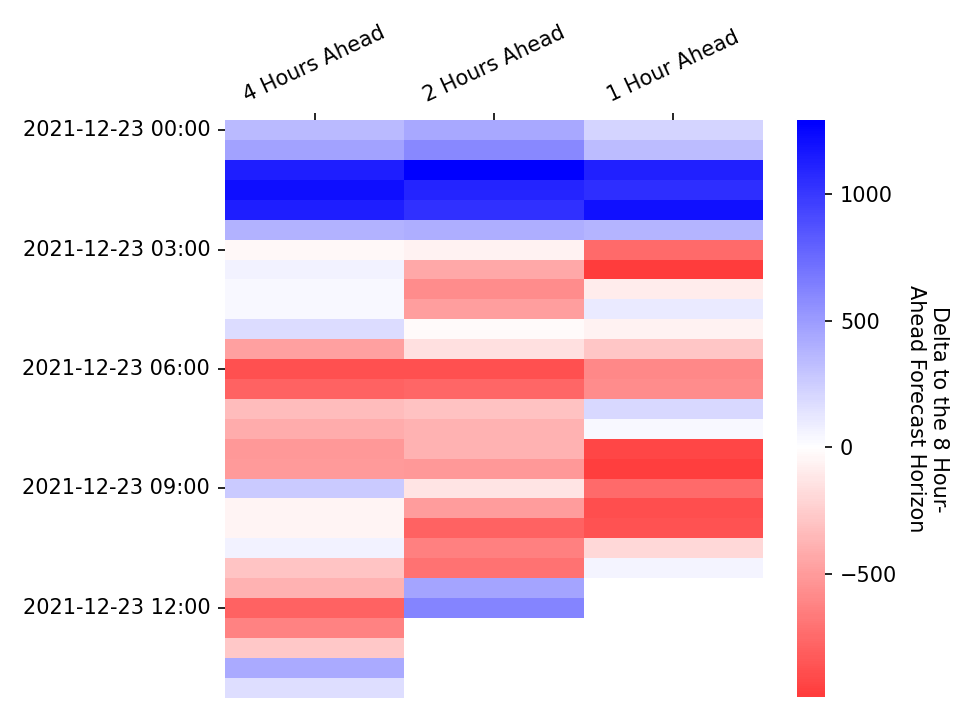 4 Hours Ahead
2 Hours Ahead
1 Hour Ahead
2021-12-23 00:00
2021-12-23 03:00
2021-12-23 06:00
2021-12-23 09:00
2021-12-23 12:00
1000
500
0
−500
Delta to the 8 Hour-
Ahead Forecast Horizon